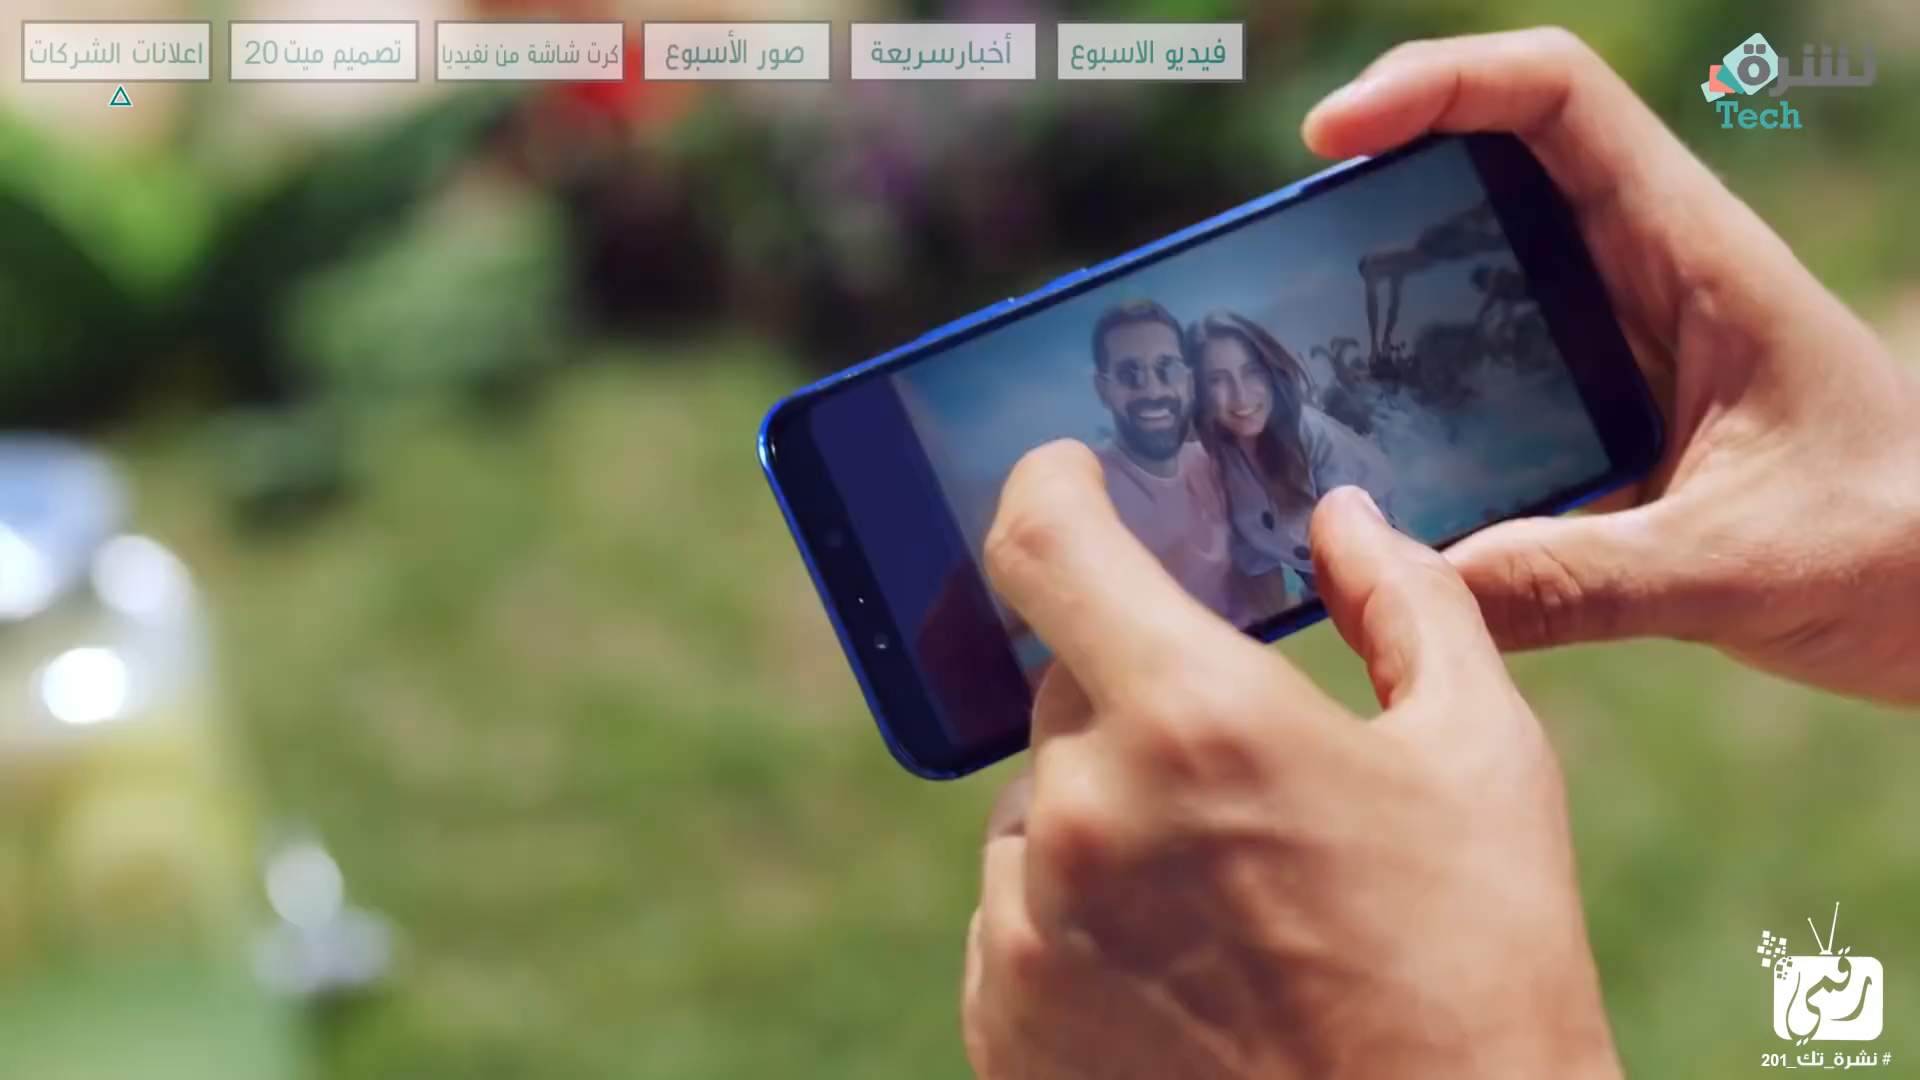 اعلانات الشركات
تصميم ميت 20
كرت شاشة من نفيديا
صور الأسبوع
أخبارسريعة
فيديو الاسبوع
نشرة
Tech
رقمي
# نشرة_تك_201